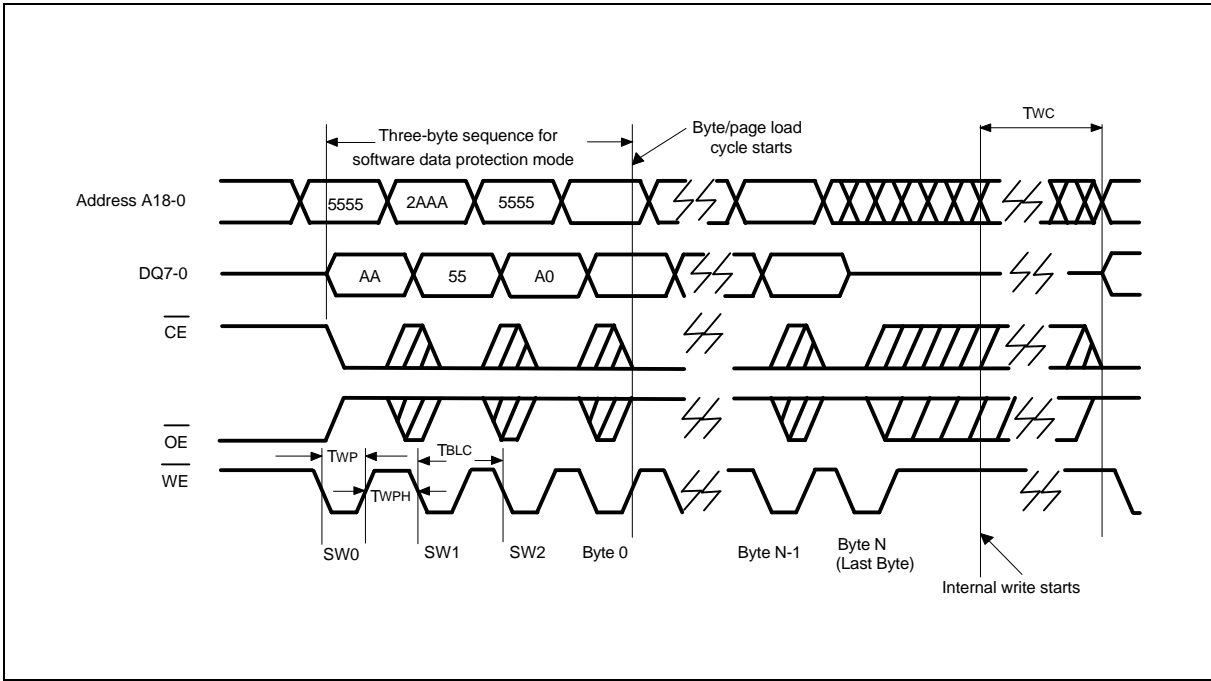 TWC
Three-byte sequence for
software data protection mode
Byte/page load
cycle starts
Address A18-0
5555
2AAA
5555
DQ7-0
AA
55
A0
CE
OE
TWP
TBLC
WE
TWPH
SW0
SW1
SW2
Byte 0
Byte N-1
Byte N
(Last Byte)
Internal write starts